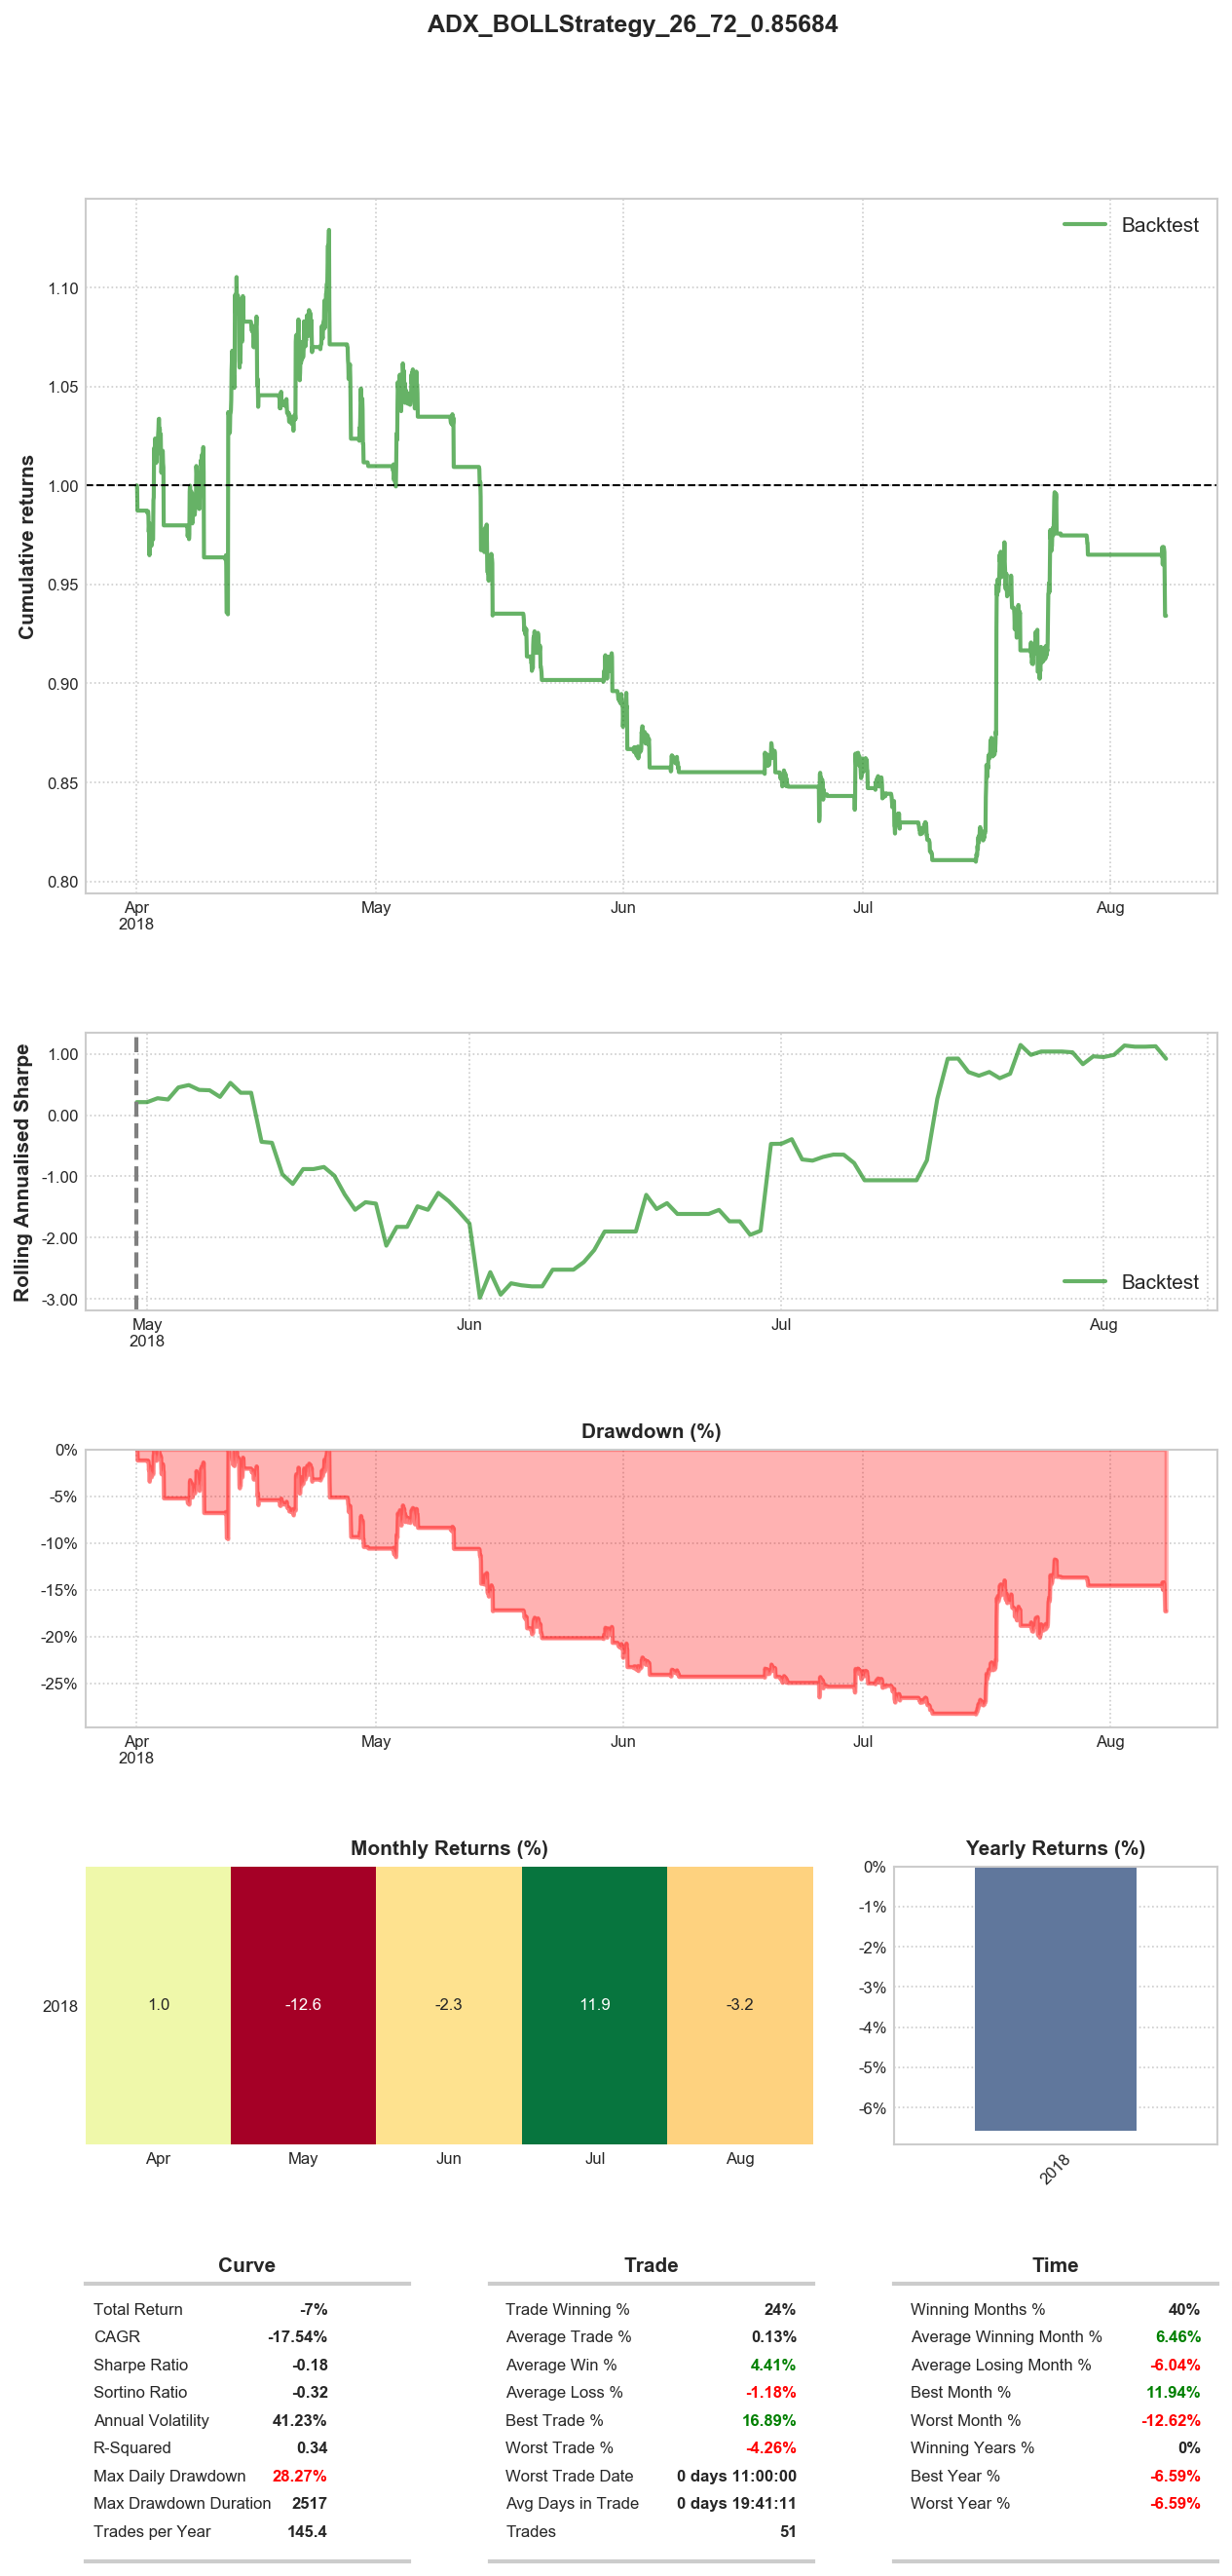 ADX_BOLLStrategy_26_72_0.85684
Backtest
Cumulative returns
1.10
1.05
1.00
0.95
0.90
0.85
0.80
Apr May Jun Jul Aug
2018
Rolling Annualised Sharpe
1.00
0.00
-1.00
-2.00
-3.00
Backtest
May Jun Jul Aug
2018
Drawdown (%)
0%
-5%
-10%
-15%
-20%
-25%
Apr May Jun Jul Aug
2018
Monthly Returns (%)
2018 1.0 -12.6 -2.3 11.9 -3.2
Apr May Jun Jul Aug
Yearly Returns (%)
0%
-1%
-2%
-3%
-4%
-5%
-6%
2018
Curve
Total Return -7%
CAGR -17.54%
Sharpe Ratio -0.18
Sortino Ratio -0.32
Annual Volatility 41.23%
R-Squared 0.34
Max Daily Drawdown 28.27%
Max Drawdown Duration 2517
Trades per Year 145.4
Trade
Trade Winning % 24%
Average Trade % 0.13%
Average Win % 4.41%
Average Loss % -1.18%
Best Trade % 16.89%
Worst Trade % -4.26%
Worst Trade Date 0 days 11:00:00
Avg Days in Trade 0 days 19:41:11
Trades 51
Time
Winning Months % 40%
Average Winning Month % 6.46%
Average Losing Month % -6.04%
Best Month % 11.94%
Worst Month % -12.62%
Winning Years % 0%
Best Year % -6.59%
Worst Year % -6.59%